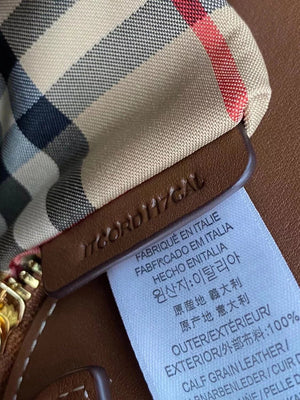 ITCORO117GAL
FABRIQUÉ EN ITALIE
FABRICADO EM ITÁLIA
HECHO EN ITALIA
원산지: 이탈리아
原產地 義大利
原产地 意大利
OUTER/EXTÉRIEUR/
EXTERIOR/外部布料 100%
CALF GRAIN LEATHER/